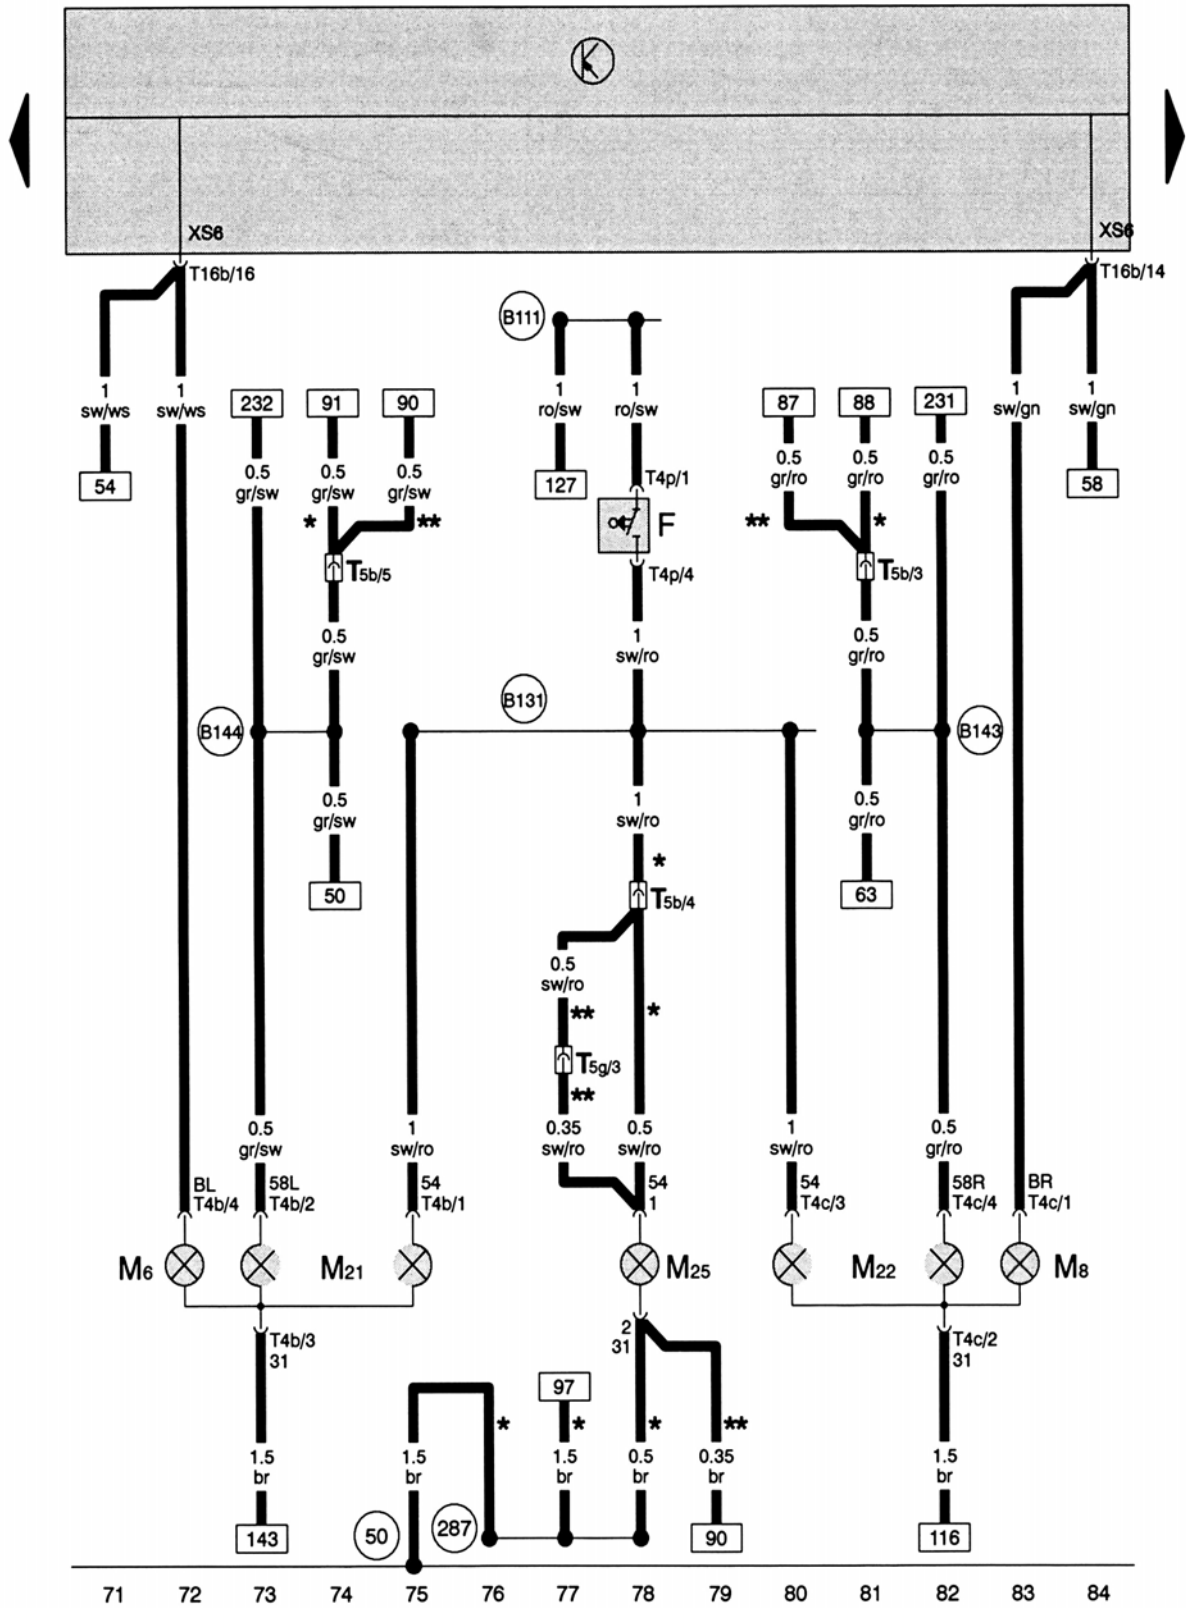 XS6 XS6
T16b/16 T16b/14
B111
1 1 1 1 1 1
sw/ws sw/ws ro/sw ro/sw sw/gn sw/gn
232 91 90 87 88 231
54 127 58
0.5 0.5 0.5 0.5 0.5 0.5
gr/sw gr/sw gr/sw gr/ro gr/ro gr/ro
T4p/1
* ** F ** *
T5b/5 T4p/4 T5b/3
0.5 1 0.5
gr/sw sw/ro gr/ro
B131
B144 B143
0.5 1 0.5
gr/sw sw/ro gr/ro
*
50 T5b/4 63
0.5
sw/ro
** *
T5g/3
**
0.5 1 0.35 0.5 1 0.5
gr/sw sw/ro sw/ro sw/ro sw/ro gr/ro
BL 58L 54 54 54 58R BR
T4b/4 T4b/2 T4b/1 1 T4c/3 T4c/4 T4c/1
M6 M21 M25 M22 M8
T4b/3 2 T4c/2
31 31 31
97
* * * **
1.5 1.5 1.5 0.5 0.35 1.5
br br br br br br
143 50 287 90 116
71 72 73 74 75 76 77 78 79 80 81 82 83 84